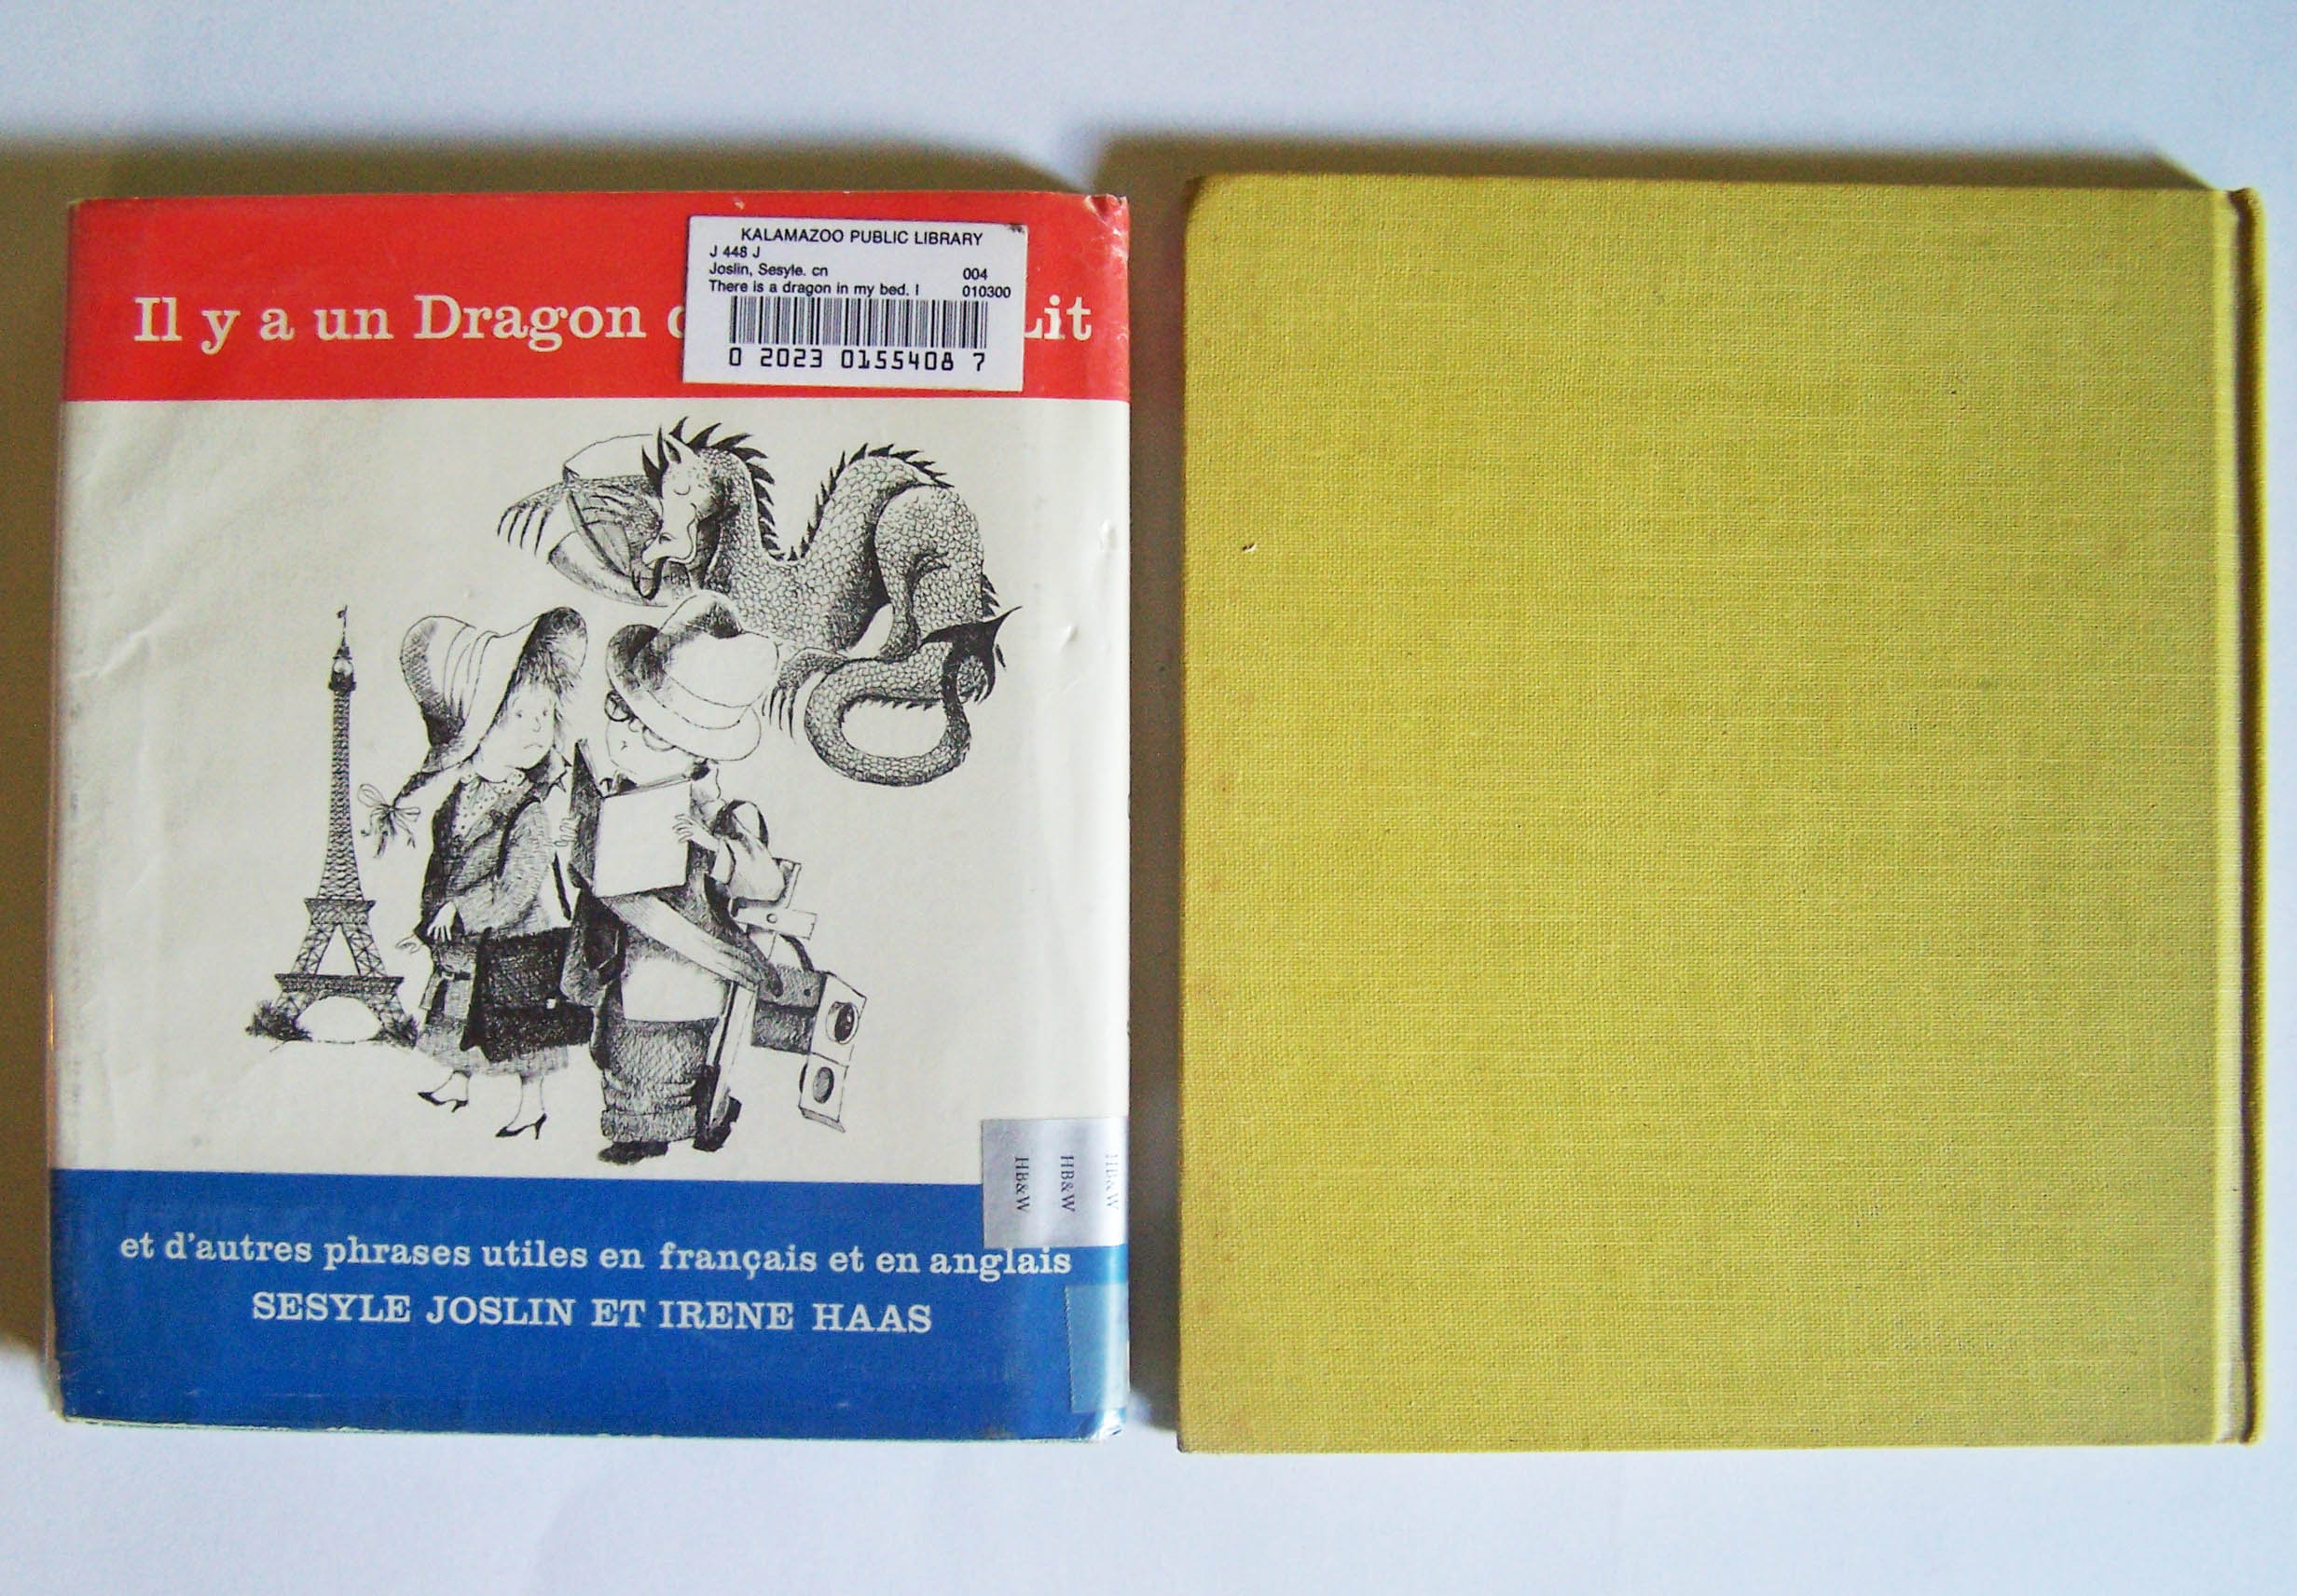 KALAMAZOO PUBLIC LIBRARY
J 448 J
Joslin, Sesyle. cn 004
There is a dragon in my bed. I 010300
Il y a un Dragon d Lit
0 2023 0155408 7
HB&W
HB&W
HB&W
et d'autres phrases utiles en français et en anglais
SESYLE JOSLIN ET IRENE HAAS